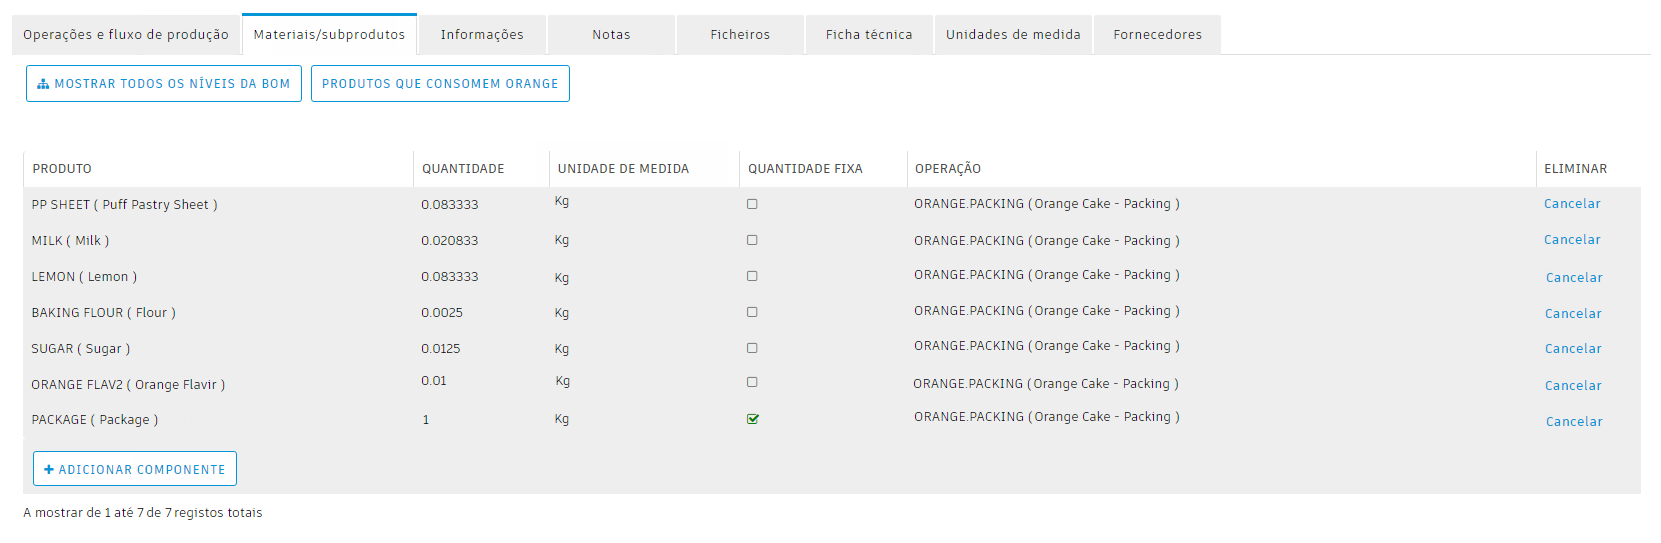 Operações e fluxo de produção Materiais/subprodutos Informações Notas Ficheiros Ficha técnica Unidades de medida Fornecedores
MOSTRAR TODOS OS NÍVEIS DA BOM PRODUTOS QUE CONSOMEM ORANGE
PRODUTO QUANTIDADE UNIDADE DE MEDIDA QUANTIDADE FIXA OPERAÇÃO ELIMINAR
PP SHEET ( Puff Pastry Sheet ) 0.083333 Kg ORANGE.PACKING ( Orange Cake - Packing ) Cancelar
MILK ( Milk ) 0.020833 Kg ORANGE.PACKING ( Orange Cake - Packing ) Cancelar
LEMON ( Lemon ) 0.083333 Kg ORANGE.PACKING ( Orange Cake - Packing ) Cancelar
BAKING FLOUR ( Flour ) 0.0025 Kg ORANGE.PACKING ( Orange Cake - Packing ) Cancelar
SUGAR ( Sugar ) 0.0125 Kg ORANGE.PACKING ( Orange Cake - Packing ) Cancelar
ORANGE FLAV2 ( Orange Flavir ) 0.01 Kg ORANGE.PACKING ( Orange Cake - Packing ) Cancelar
PACKAGE ( Package ) 1 Kg ORANGE.PACKING ( Orange Cake - Packing ) Cancelar
ADICIONAR COMPONENTE
A mostrar de 1 até 7 de 7 registos totais